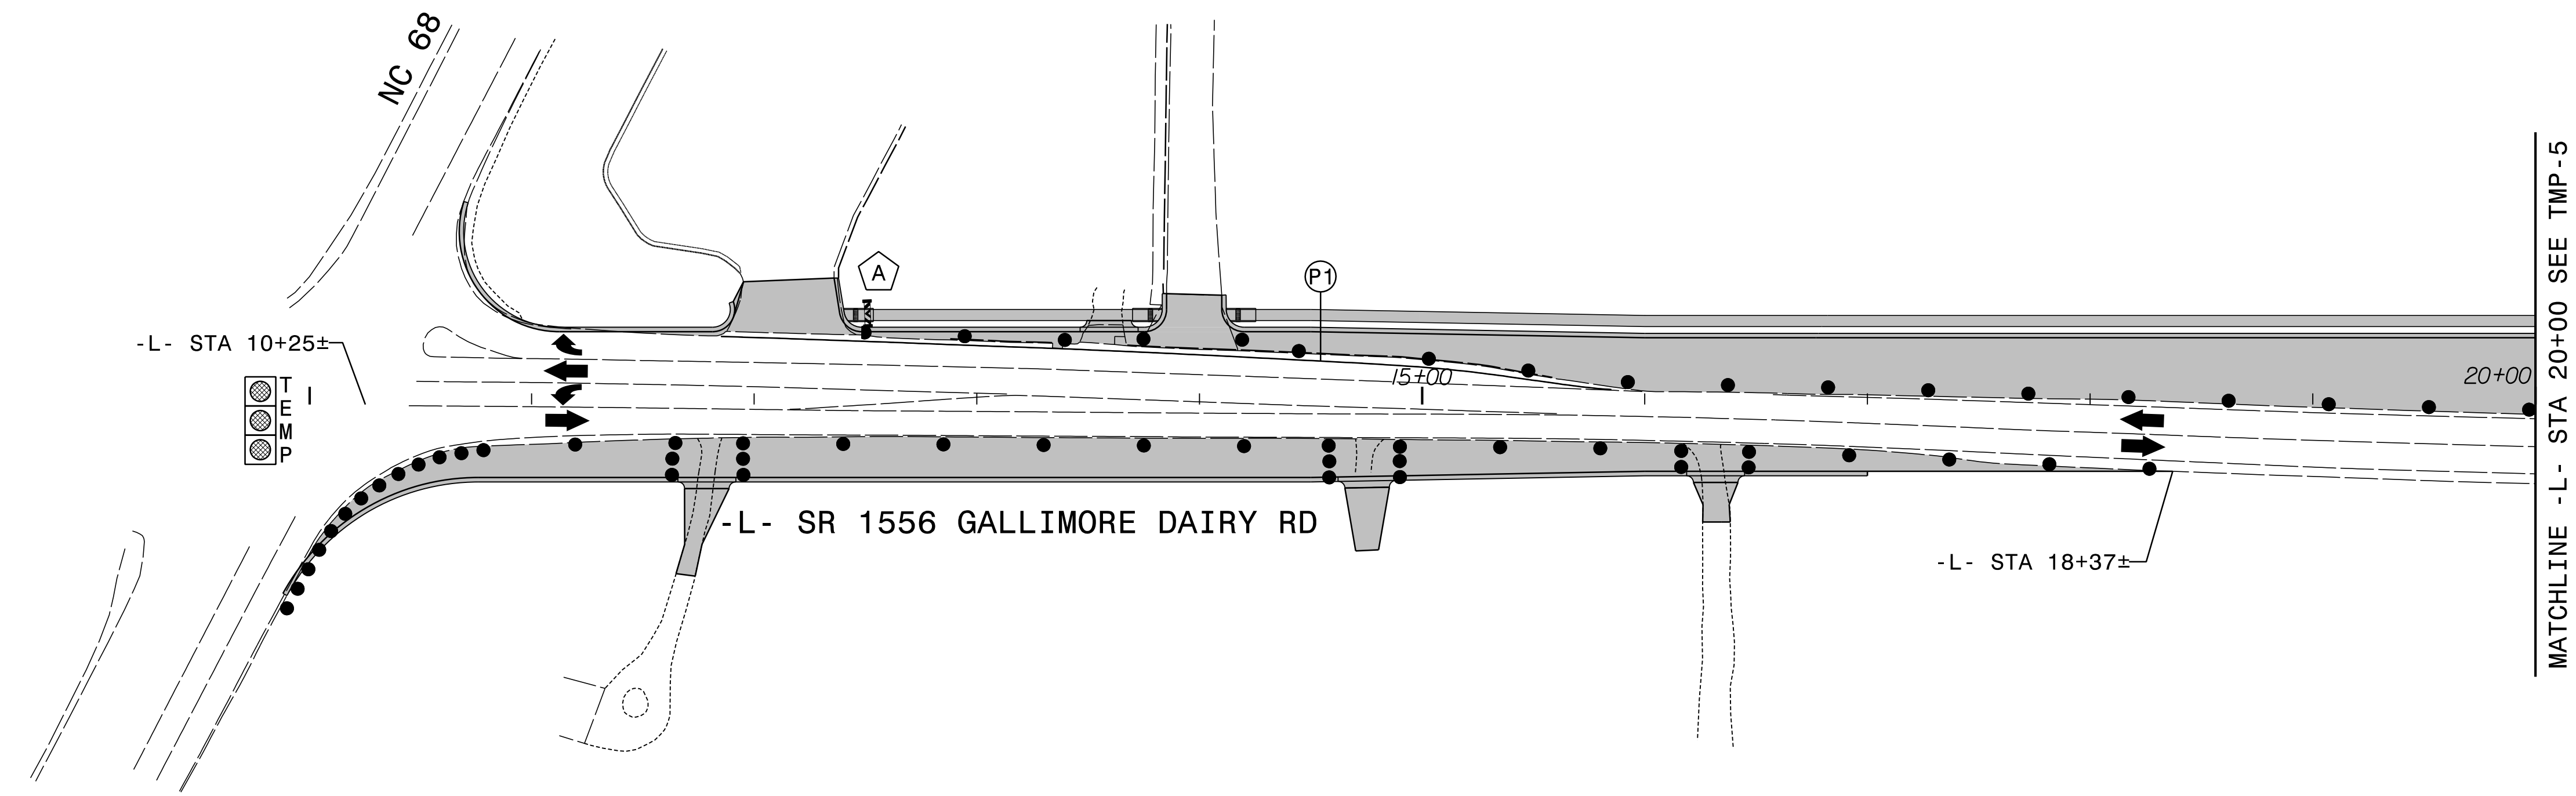 NC 68
A
P1
-L- STA 10+25±
TEMP
15+00
20+00
-L- SR 1556 GALLIMORE DAIRY RD
-L- STA 18+37±
MATCHLINE -L- STA 20+00 SEE TMP-5